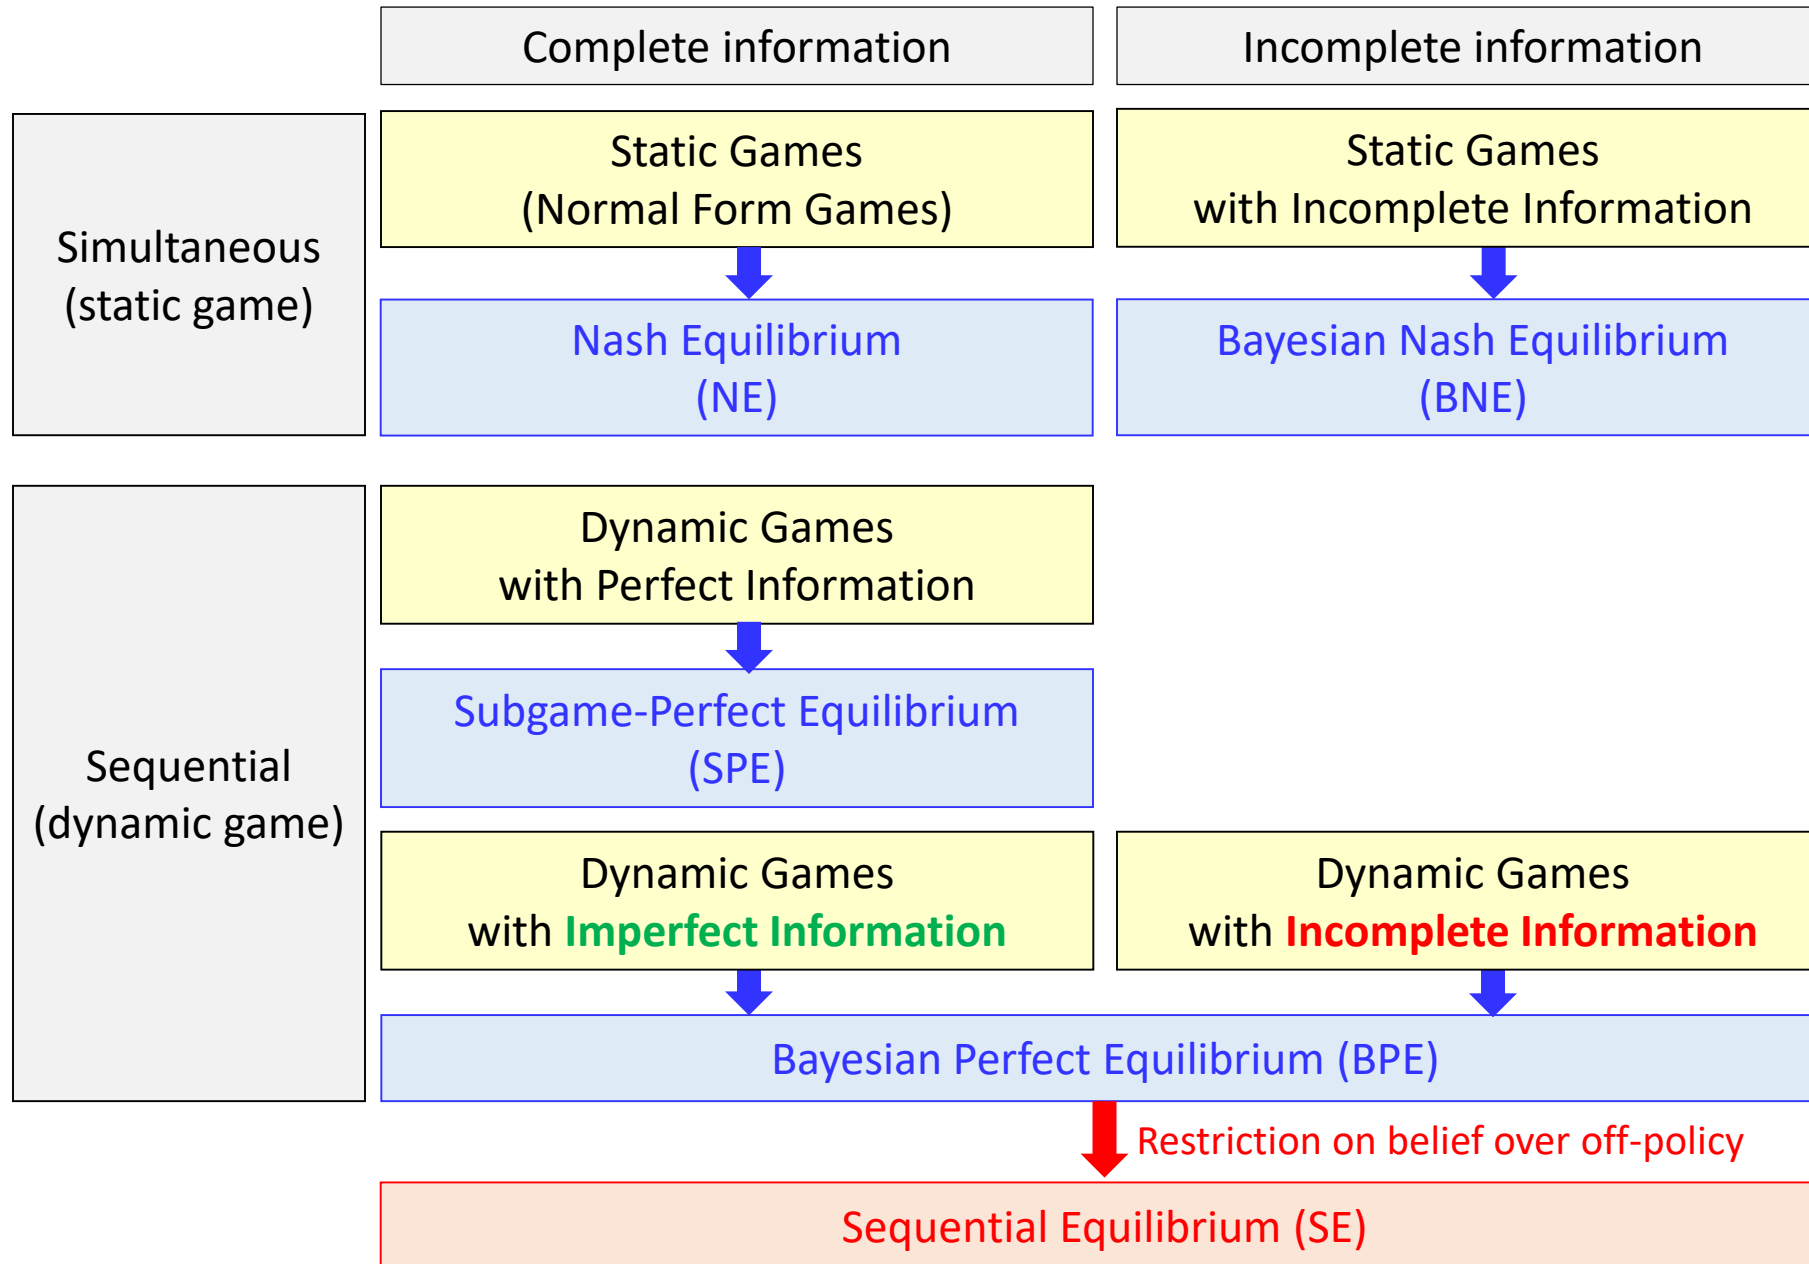 Complete information
Incomplete information
Simultaneous
(static game)
Static Games
(Normal Form Games)
Static Games
with Incomplete Information
Nash Equilibrium
(NE)
Bayesian Nash Equilibrium
(BNE)
Sequential
(dynamic game)
Dynamic Games
with Perfect Information
Subgame-Perfect Equilibrium
(SPE)
Dynamic Games
with Imperfect Information
Dynamic Games
with Incomplete Information
Bayesian Perfect Equilibrium (BPE)
Restriction on belief over off-policy
Sequential Equilibrium (SE)